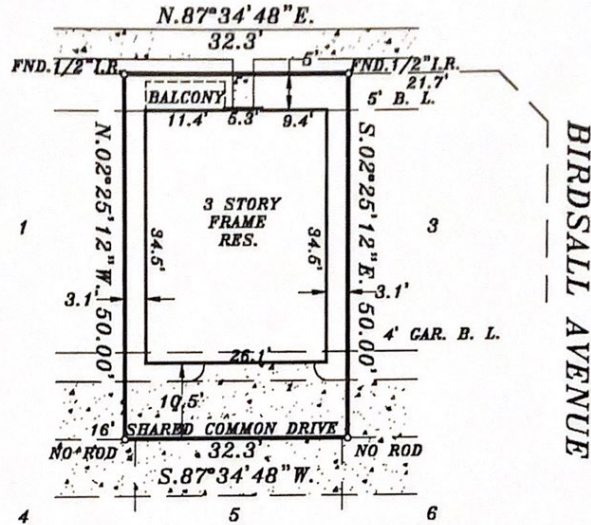 N.87°34'48"E.
32.3'
FND.1/2"I.R.
5'
FND.1/2"I.R.
21.7'
5' B. L.
BALCONY
11.4'
5.3'
9.4'
N.02°25'12"W. 50.00'
S.02°25'12"E. 50.00'
BIRDSALL AVENUE
1
3 STORY
FRAME
RES.
3
34.5'
34.5'
3.1'
3.1'
4' GAR. B. L.
26.1'
10.5'
16'
SHARED COMMON DRIVE
NO ROD
32.3'
NO ROD
S.87°34'48"W.
4
5
6